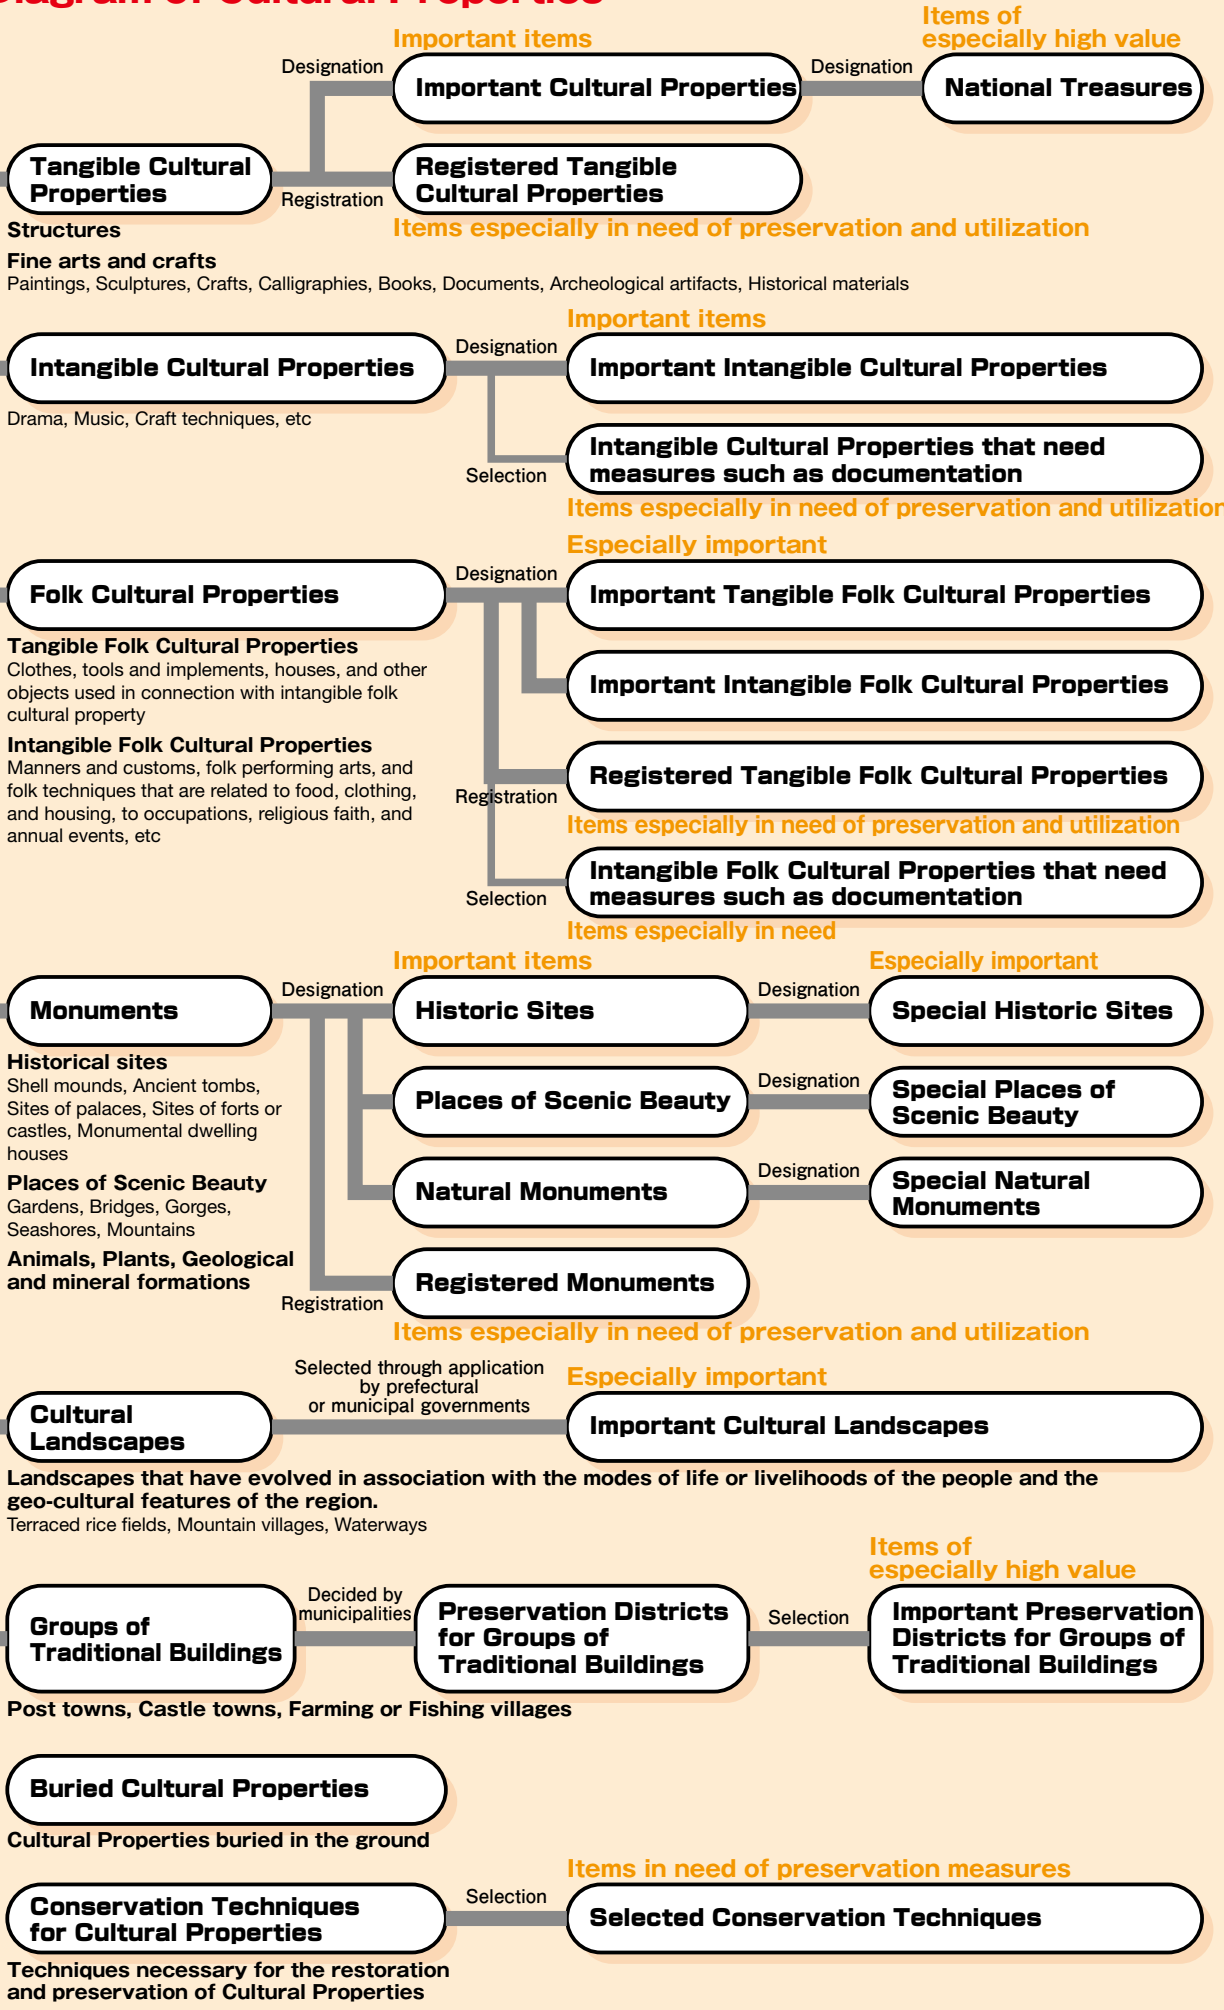 Diagram of Cultural Properties
Items of
especially high value
Important items
Designation
Important Cultural Properties
Designation
National Treasures
Tangible Cultural
Properties
Registration
Registered Tangible
Cultural Properties
Items especially in need of preservation and utilization
Structures
Fine arts and crafts
Paintings, Sculptures, Crafts, Calligraphies, Books, Documents, Archeological artifacts, Historical materials
Important items
Intangible Cultural Properties
Designation
Important Intangible Cultural Properties
Drama, Music, Craft techniques, etc
Selection
Intangible Cultural Properties that need
measures such as documentation
Items especially in need of preservation and utilization
Especially important
Folk Cultural Properties
Designation
Important Tangible Folk Cultural Properties
Tangible Folk Cultural Properties
Clothes, tools and implements, houses, and other
objects used in connection with intangible folk
cultural property
Important Intangible Folk Cultural Properties
Intangible Folk Cultural Properties
Manners and customs, folk performing arts, and
folk techniques that are related to food, clothing,
and housing, to occupations, religious faith, and
annual events, etc
Registration
Registered Tangible Folk Cultural Properties
Items especially in need of preservation and utilization
Selection
Intangible Folk Cultural Properties that need
measures such as documentation
Items especially in need
Important items
Especially important
Monuments
Designation
Historic Sites
Designation
Special Historic Sites
Historical sites
Shell mounds, Ancient tombs,
Sites of palaces, Sites of forts or
castles, Monumental dwelling
houses
Places of Scenic Beauty
Designation
Special Places of
Scenic Beauty
Places of Scenic Beauty
Gardens, Bridges, Gorges,
Seashores, Mountains
Natural Monuments
Designation
Special Natural
Monuments
Animals, Plants, Geological
and mineral formations
Registration
Registered Monuments
Items especially in need of preservation and utilization
Selected through application
by prefectural
or municipal governments
Especially important
Cultural
Landscapes
Important Cultural Landscapes
Landscapes that have evolved in association with the modes of life or livelihoods of the people and the
geo-cultural features of the region.
Terraced rice fields, Mountain villages, Waterways
Items of
especially high value
Groups of
Traditional Buildings
Decided by
municipalities
Preservation Districts
for Groups of
Traditional Buildings
Selection
Important Preservation
Districts for Groups of
Traditional Buildings
Post towns, Castle towns, Farming or Fishing villages
Buried Cultural Properties
Cultural Properties buried in the ground
Items in need of preservation measures
Conservation Techniques
for Cultural Properties
Selection
Selected Conservation Techniques
Techniques necessary for the restoration
and preservation of Cultural Properties